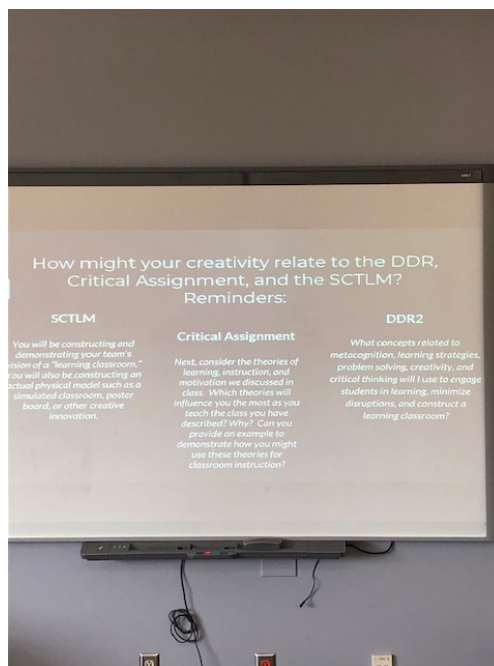 How might your creativity relate to the DDR,
Critical Assignment, and the SCTLM?
Reminders:
SCTLM
You will be constructing and
demonstrating your team's
vision of a "learning classroom."
You will also be constructing an
actual physical model such as a
simulated classroom, poster
board, or other creative
innovation.
Critical Assignment
Next, consider the theories of
learning, instruction, and
motivation we discussed in
class. Which theories will
influence you the most as you
teach the class you have
described? Why? Can you
provide an example to
demonstrate how you might
use these theories for
classroom instruction?
DDR2
What concepts related to
metacognition, learning strategies,
problem solving, creativity, and
critical thinking will I use to engage
students in learning, minimize
disruptions, and construct a
learning classroom?